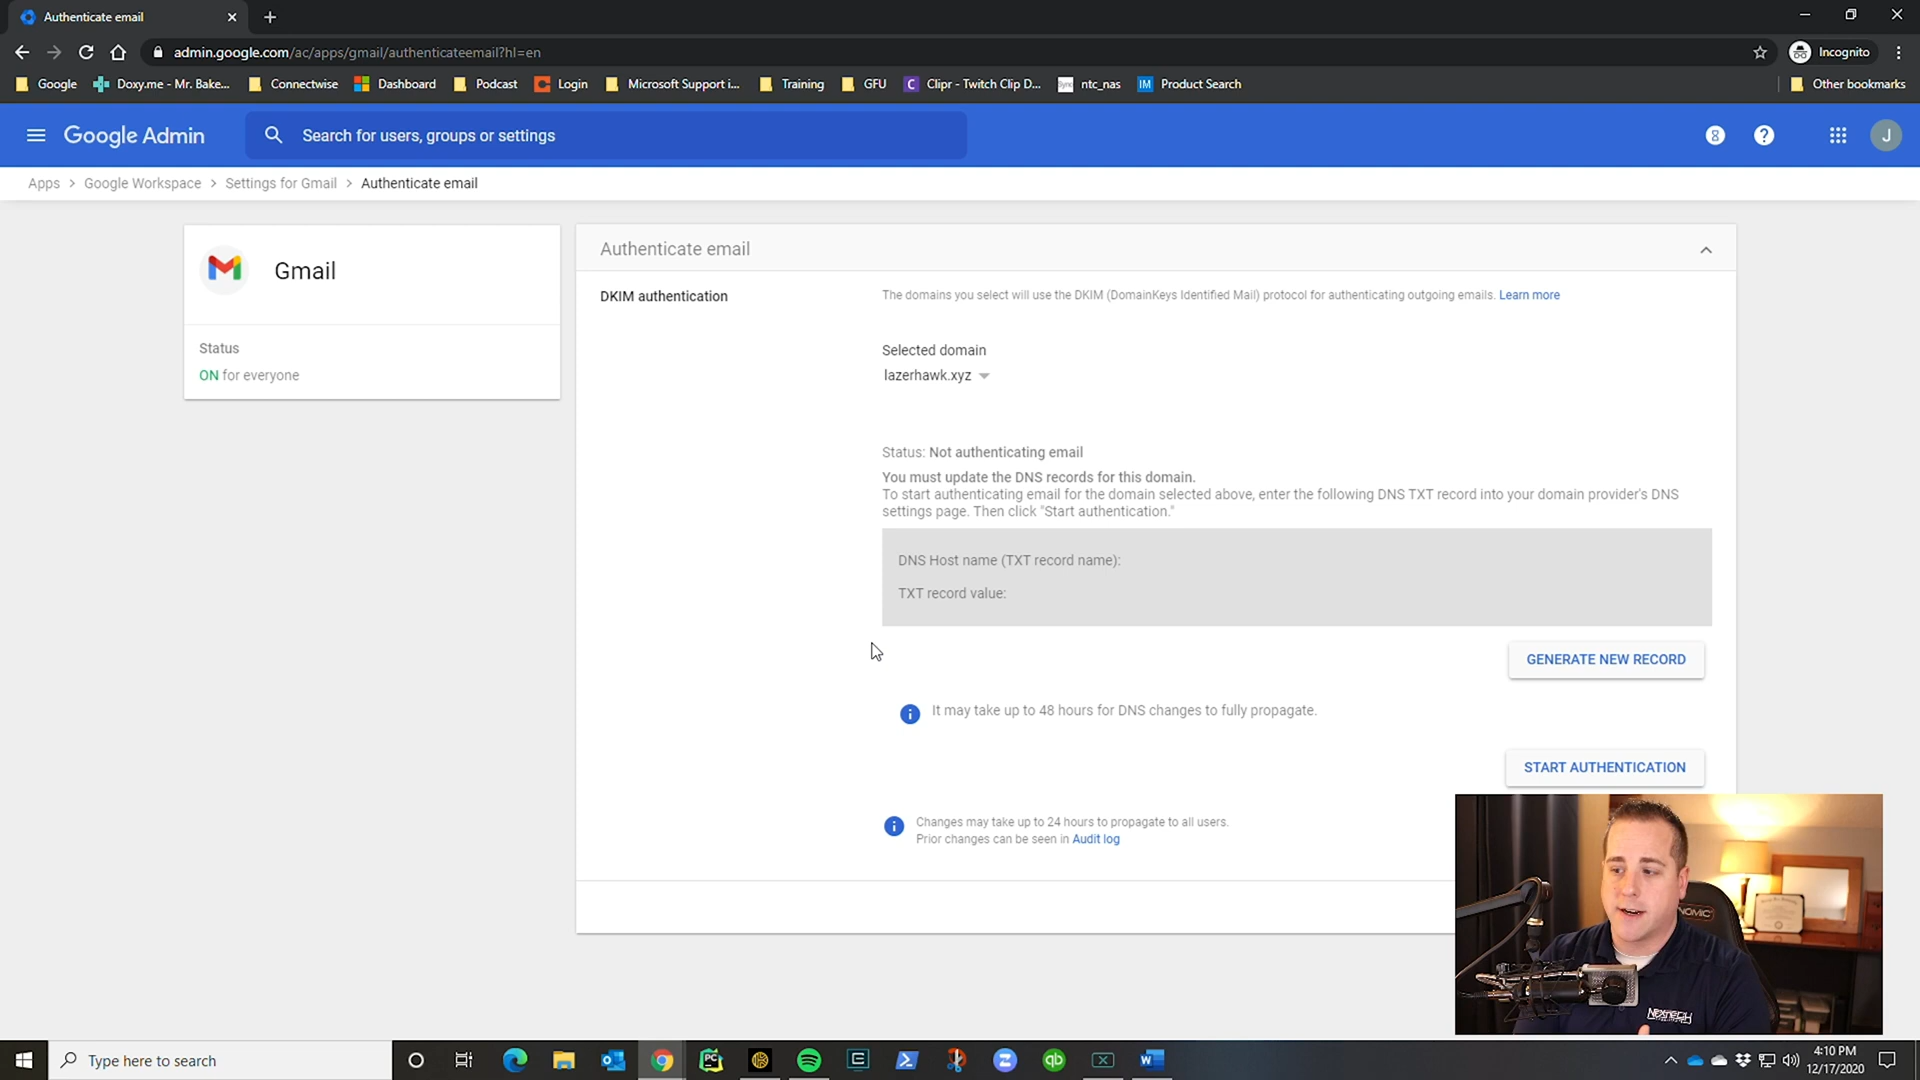 Authenticate email
admin.google.com/ac/apps/gmail/authenticateemail?hl=en
Incognito
Google
Doxy.me - Mr. Bake...
Connectwise
Dashboard
Podcast
Login
Microsoft Support i...
Training
GFU
C
Clipr - Twitch Clip D...
ntc_nas
IM
Product Search
Other bookmarks
Google Admin
Search for users, groups or settings
J
Apps > Google Workspace > Settings for Gmail > Authenticate email
Gmail
Status
ON for everyone
Authenticate email
DKIM authentication
The domains you select will use the DKIM (DomainKeys Identified Mail) protocol for authenticating outgoing emails. Learn more
Selected domain
lazerhawk.xyz
Status: Not authenticating email
You must update the DNS records for this domain.
To start authenticating email for the domain selected above, enter the following DNS TXT record into your domain provider's DNS
settings page. Then click "Start authentication."
DNS Host name (TXT record name):
TXT record value:
GENERATE NEW RECORD
It may take up to 48 hours for DNS changes to fully propagate.
START AUTHENTICATION
Changes may take up to 24 hours to propagate to all users.
Prior changes can be seen in Audit log
NEXTECH
Type here to search
PC
qb
4:10 PM
12/17/2020